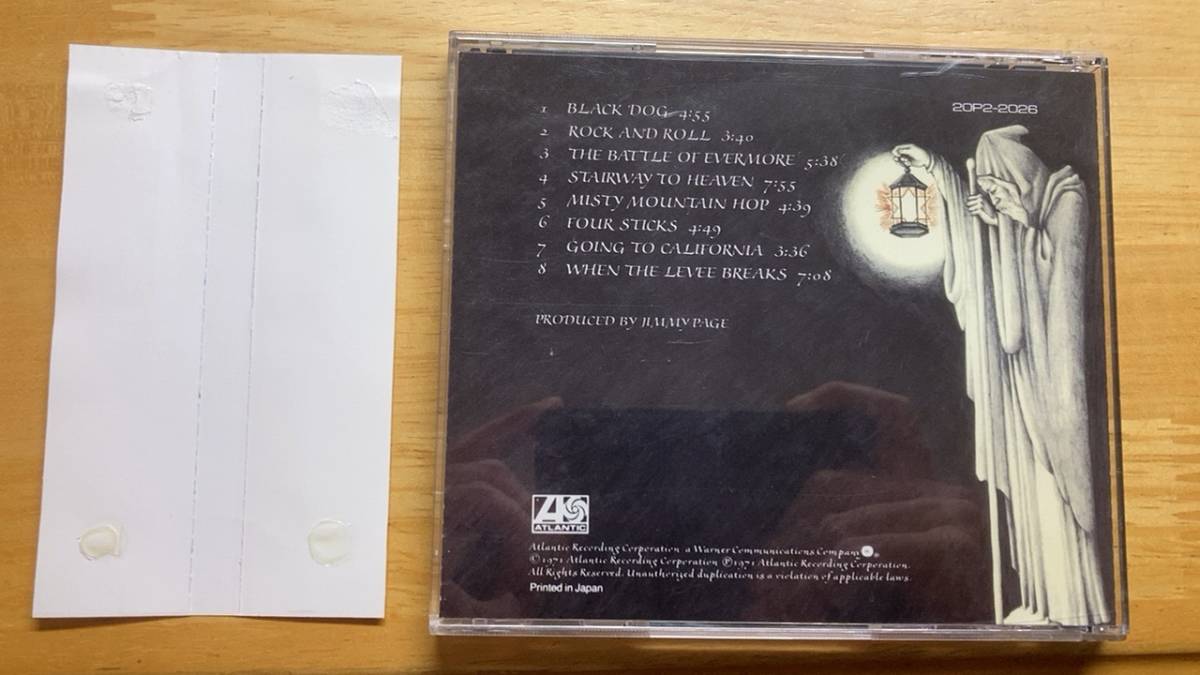 20P2-2026
1 BLACK DOG 4:55
2 ROCK AND ROLL 3:40
3 THE BATTLE OF EVERMORE 5:38
4 STAIRWAY TO HEAVEN 7:55
5 MISTY MOUNTAIN HOP 4:39
6 FOUR STICKS 4:49
7 GOING TO CALIFORNIA 3:36
8 WHEN THE LEVEE BREAKS 7:08
PRODUCED BY JIMMY PAGE
ATLANTIC
Atlantic Recording Corporation a Warner Communications Company.
© 1971 Atlantic Recording Corporation ℗ 1971 Atlantic Recording Corporation.
All Rights Reserved. Unauthorized duplication is a violation of applicable laws.
Printed in Japan